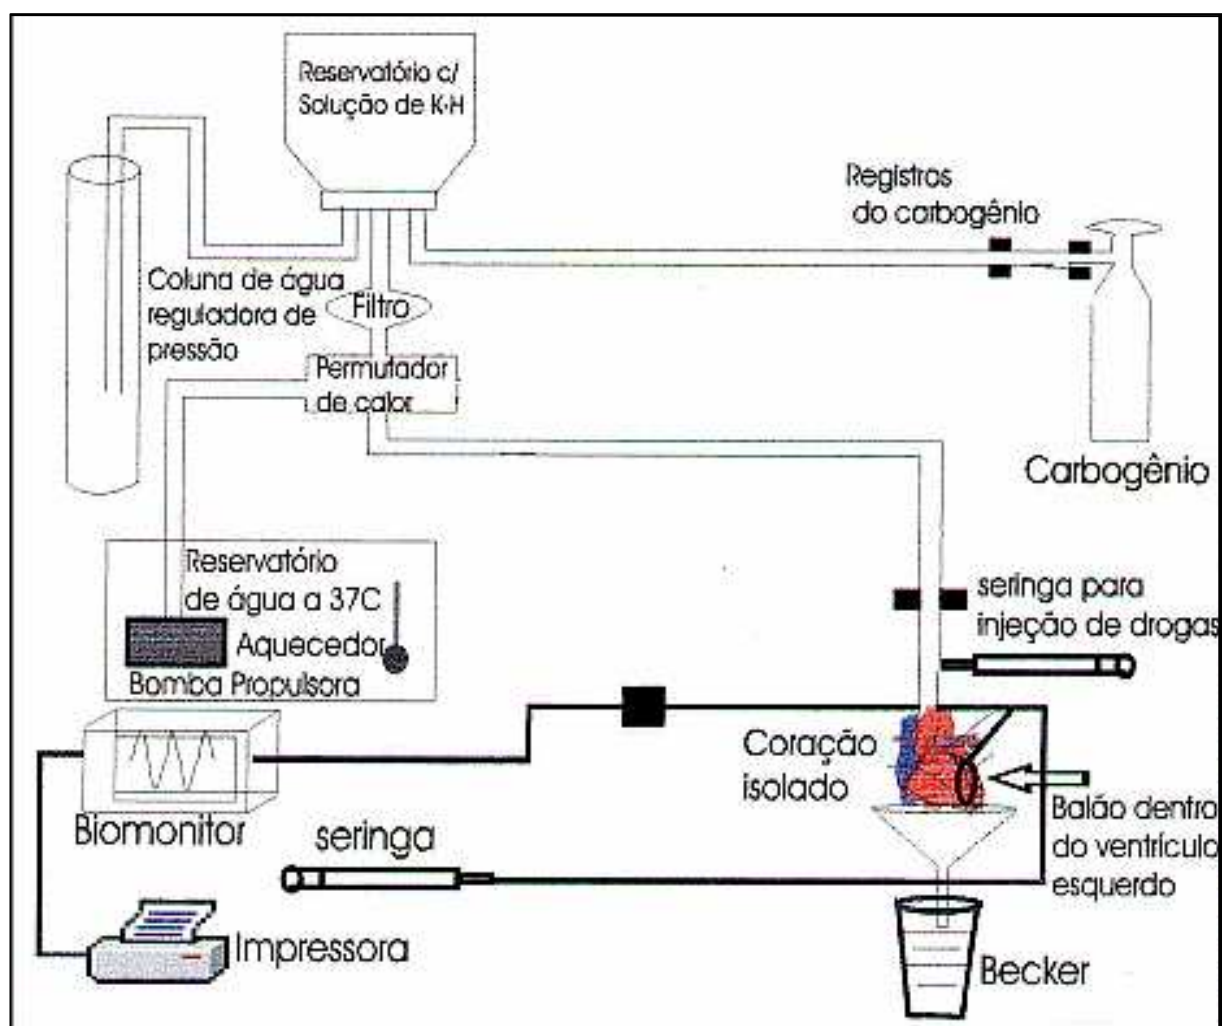 Reservatório c/
Solução de K-H
Registros
do carbogênio
Coluna de água
reguladora de
pressão
Filtro
Permutador
de calor
Carbogênio
Reservatório
de água a 37C
Aquecedor
Bomba Propulsora
seringa para
injeção de drogas
Coração
isolado
Biomonitor
seringa
Balão dentro
do ventrículo
esquerdo
Impressora
Becker